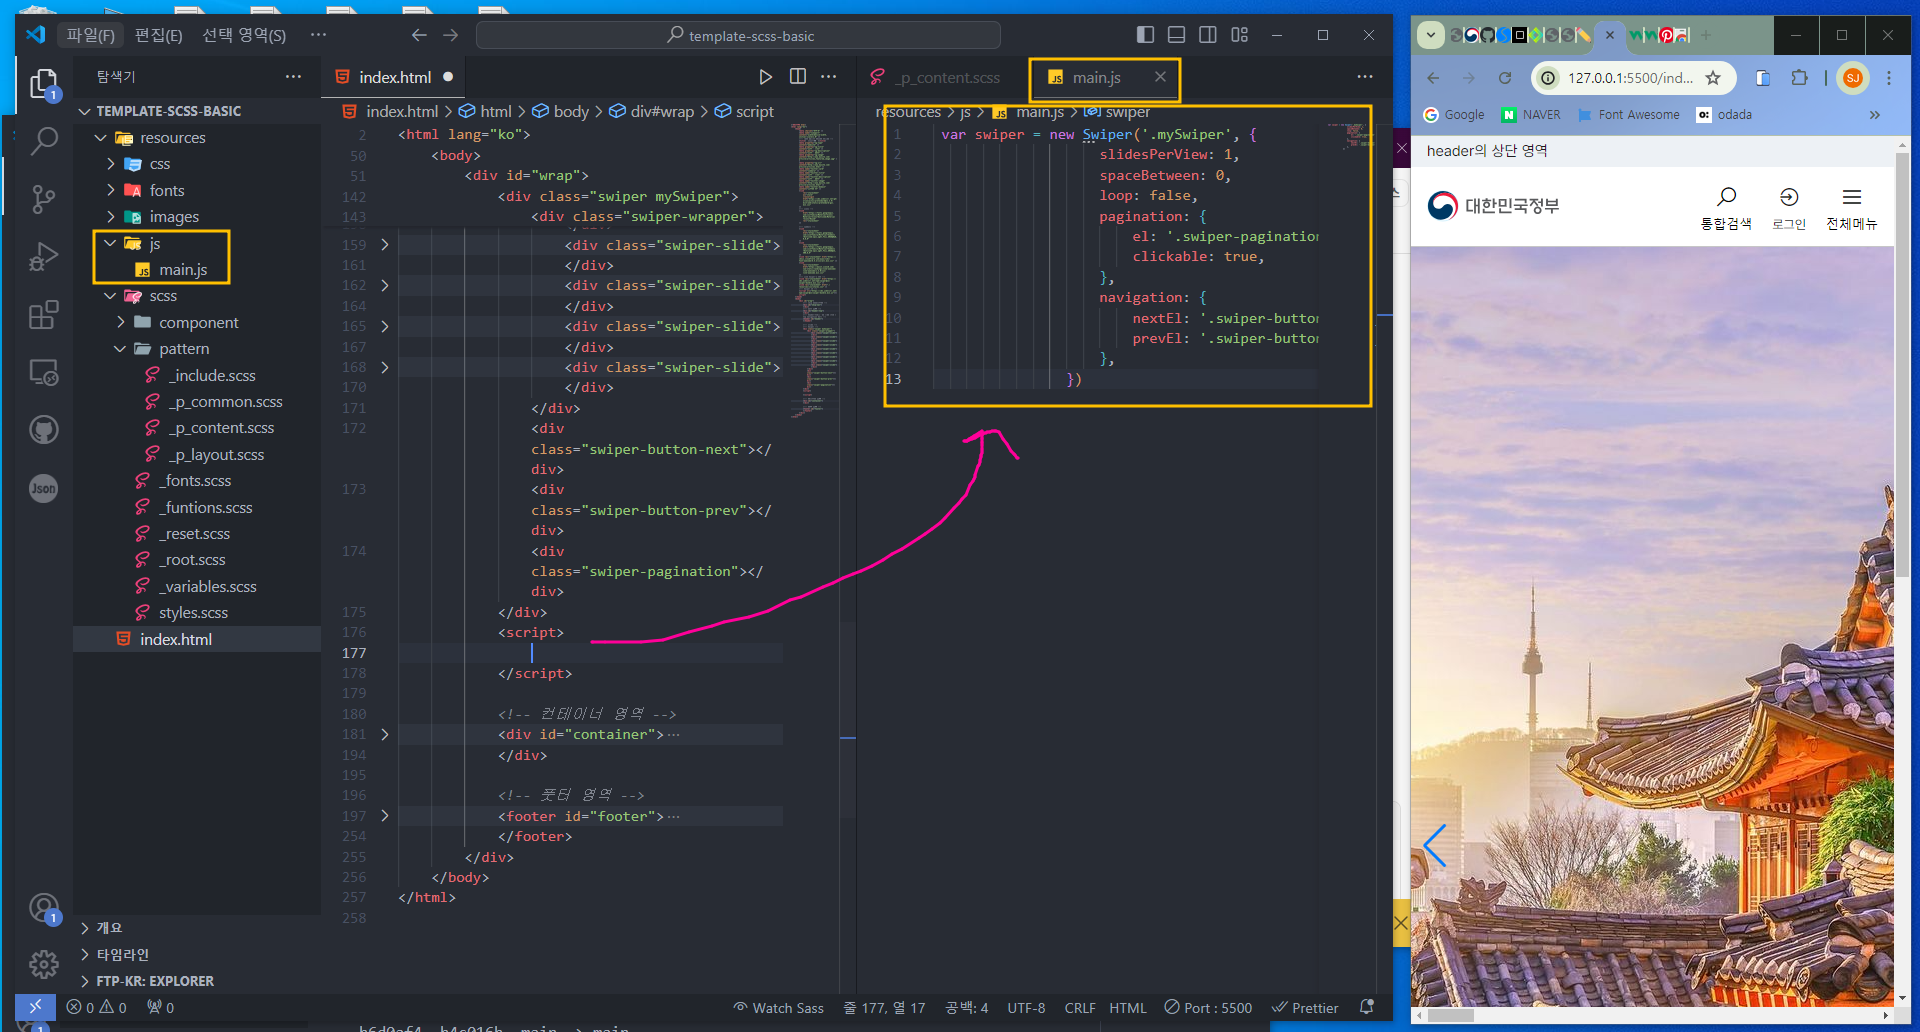 파일(F) 편집(E) 선택 영역(S) ···
template-scss-basic
탐색기
TEMPLATE-SCSS-BASIC
resources
css
fonts
images
js
main.js
scss
component
pattern
_include.scss
_p_common.scss
_p_content.scss
_p_layout.scss
_fonts.scss
_funtions.scss
_reset.scss
_root.scss
_variables.scss
styles.scss
index.html
개요
타임라인
FTP-KR: EXPLORER
Json
1
1
index.html
index.html > html > body > div#wrap > script
2 <html lang="ko">
50 <body>
51 <div id="wrap">
142 <div class="swiper mySwiper">
143 <div class="swiper-wrapper">
159 <div class="swiper-slide">
161 </div>
162 <div class="swiper-slide">
164 </div>
165 <div class="swiper-slide">
167 </div>
168 <div class="swiper-slide">
170 </div>
171 </div>
172 <div
class="swiper-button-next"></
div>
173 <div
class="swiper-button-prev"></
div>
174 <div
class="swiper-pagination"></
div>
175 </div>
176 <script>
177
178 </script>
179
180 <!-- 컨테이너 영역 -->
181 <div id="container">···
194 </div>
195
196 <!-- 풋터 영역 -->
197 <footer id="footer">···
254 </footer>
255 </div>
256 </body>
257 </html>
258
_p_content.scss main.js
resources > js > main.js > swiper
1 var swiper = new Swiper('.mySwiper', {
2 slidesPerView: 1,
3 spaceBetween: 0,
4 loop: false,
5 pagination: {
6 el: '.swiper-pagination
7 clickable: true,
8 },
9 navigation: {
10 nextEl: '.swiper-button
11 prevEl: '.swiper-button
12 },
13 })
0 0 0
Watch Sass 줄 177, 열 17 공백: 4 UTF-8 CRLF HTML Port : 5500 Prettier
127.0.0.1:5500/ind...
SJ
Google NAVER Font Awesome odada
header의 상단 영역
대한민국정부
통합검색 로그인 전체메뉴